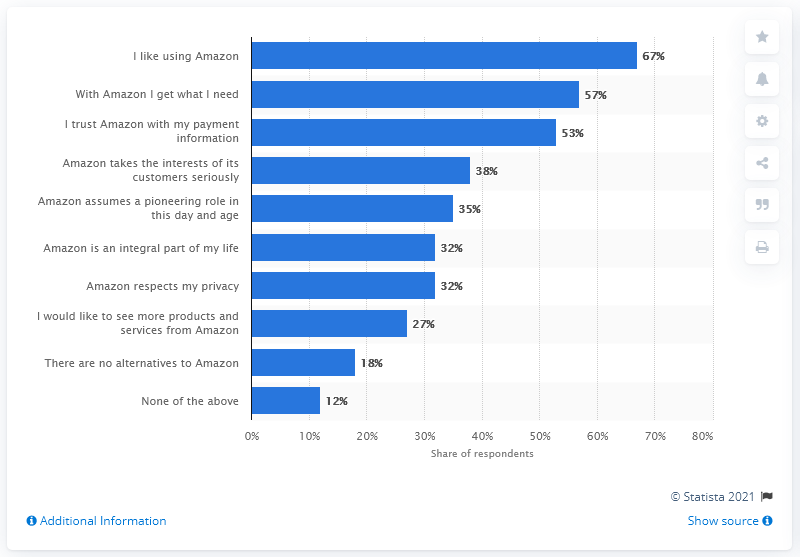 I like using Amazon
67%
With Amazon I get what I need
57%
I trust Amazon with my payment
information
53%
Amazon takes the interests of its
customers seriously
38%
Amazon assumes a pioneering role in
this day and age
35%
Amazon is an integral part of my life
32%
Amazon respects my privacy
32%
I would like to see more products and
services from Amazon
27%
There are no alternatives to Amazon
18%
None of the above
12%
0% 10% 20% 30% 40% 50% 60% 70% 80%
Share of respondents
© Statista 2021
Additional Information
Show source